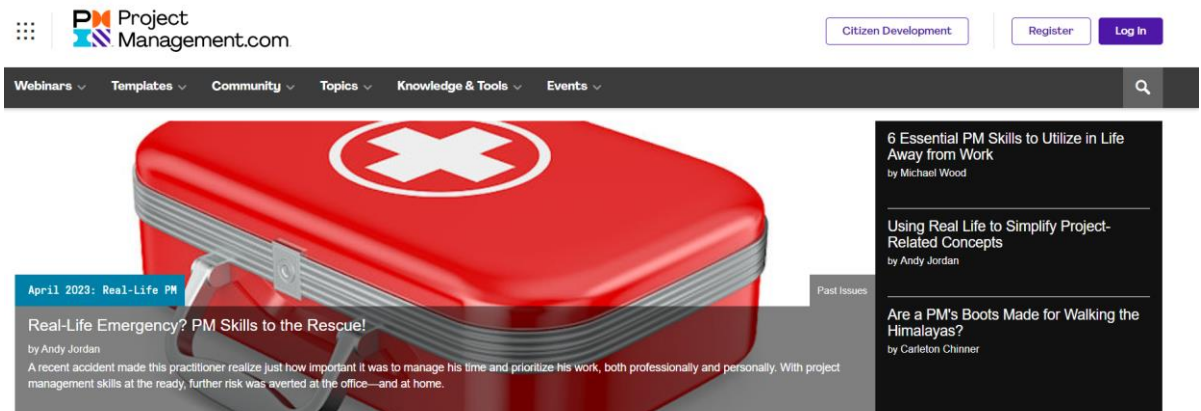 Project
Management.com
Citizen Development
Register
Log In
Webinars
Templates
Community
Topics
Knowledge & Tools
Events
April 2023: Real-Life PM
Past Issues
Real-Life Emergency? PM Skills to the Rescue!
by Andy Jordan
A recent accident made this practitioner realize just how important it was to manage his time and prioritize his work, both professionally and personally. With project
management skills at the ready, further risk was averted at the office—and at home.
6 Essential PM Skills to Utilize in Life
Away from Work
by Michael Wood
Using Real Life to Simplify Project-
Related Concepts
by Andy Jordan
Are a PM's Boots Made for Walking the
Himalayas?
by Carleton Chinner